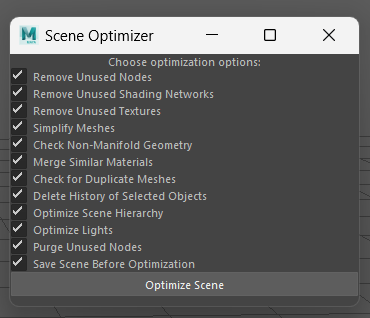 Scene Optimizer
Choose optimization options:
Remove Unused Nodes
Remove Unused Shading Networks
Remove Unused Textures
Simplify Meshes
Check Non-Manifold Geometry
Merge Similar Materials
Check for Duplicate Meshes
Delete History of Selected Objects
Optimize Scene Hierarchy
Optimize Lights
Purge Unused Nodes
Save Scene Before Optimization
Optimize Scene